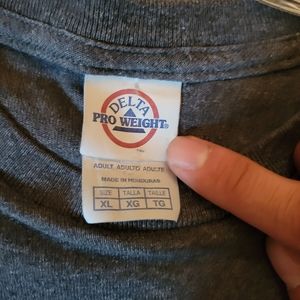 DELTA
PRO WEIGHT®
ADULT ADULTO ADULTE
MADE IN HONDURAS
SIZE TALLA TAILLE
XL XG TG